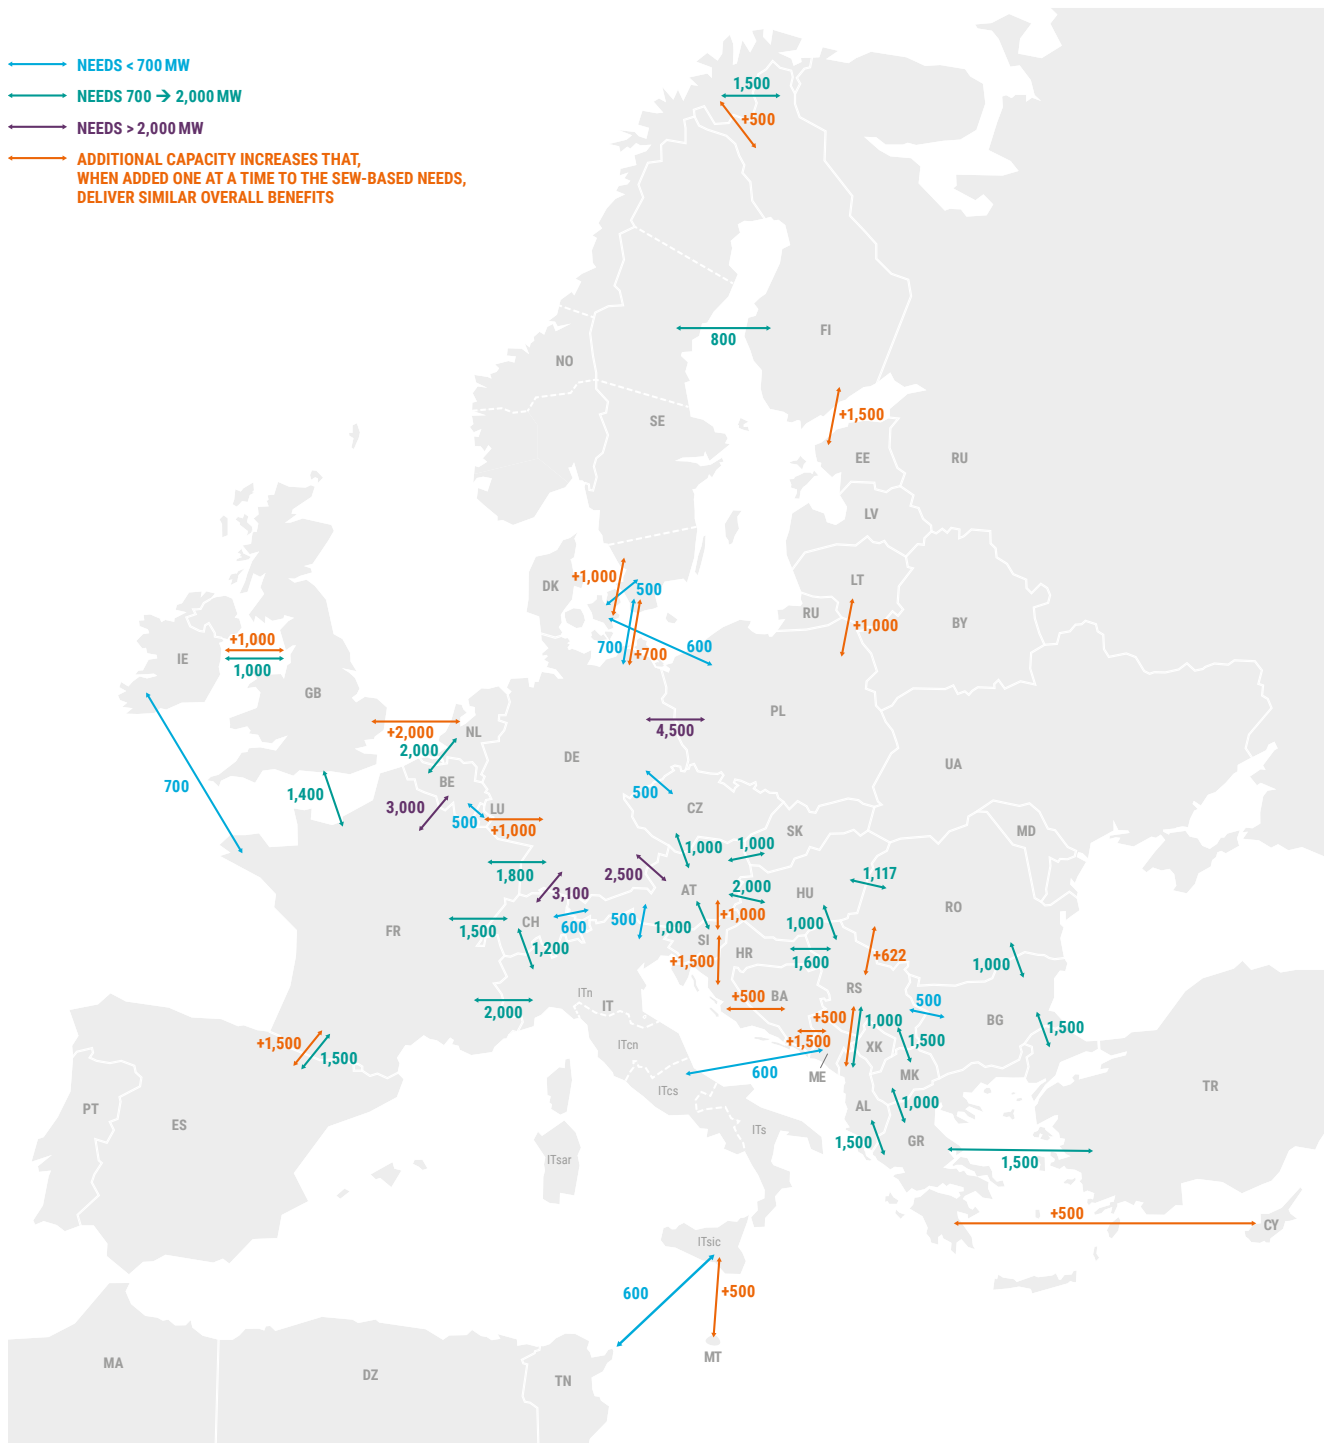 NEEDS < 700 MW
NEEDS 700 → 2,000 MW
NEEDS > 2,000 MW
ADDITIONAL CAPACITY INCREASES THAT,
WHEN ADDED ONE AT A TIME TO THE SEW-BASED NEEDS,
DELIVER SIMILAR OVERALL BENEFITS
1,500
+500
FI
800
NO
+1,500
SE
EE
RU
LV
+1,000
DK
500
LT
RU
+1,000
BY
+1,000
IE
1,000
700
+700
600
GB
PL
+2,000
NL
4,500
2,000
DE
UA
BE
700
1,400
500
CZ
3,000
LU
500
+1,000
SK
MD
1,000
1,000
1,800
2,500
1,117
3,100
AT
2,000
HU
RO
+1,000
FR
1,500
CH
600
500
1,000
1,000
SI
1,200
HR
+1,500
1,600
+622
1,000
RS
ITn
IT
+500
BA
500
2,000
+500
1,000
BG
1,500
+1,500
1,500
ITcn
+1,500
1,500
XK
600
ME
MK
ITcs
TR
PT
AL
1,000
ES
ITs
1,500
GR
ITsar
1,500
+500
CY
ITsic
600
+500
MT
MA
DZ
TN